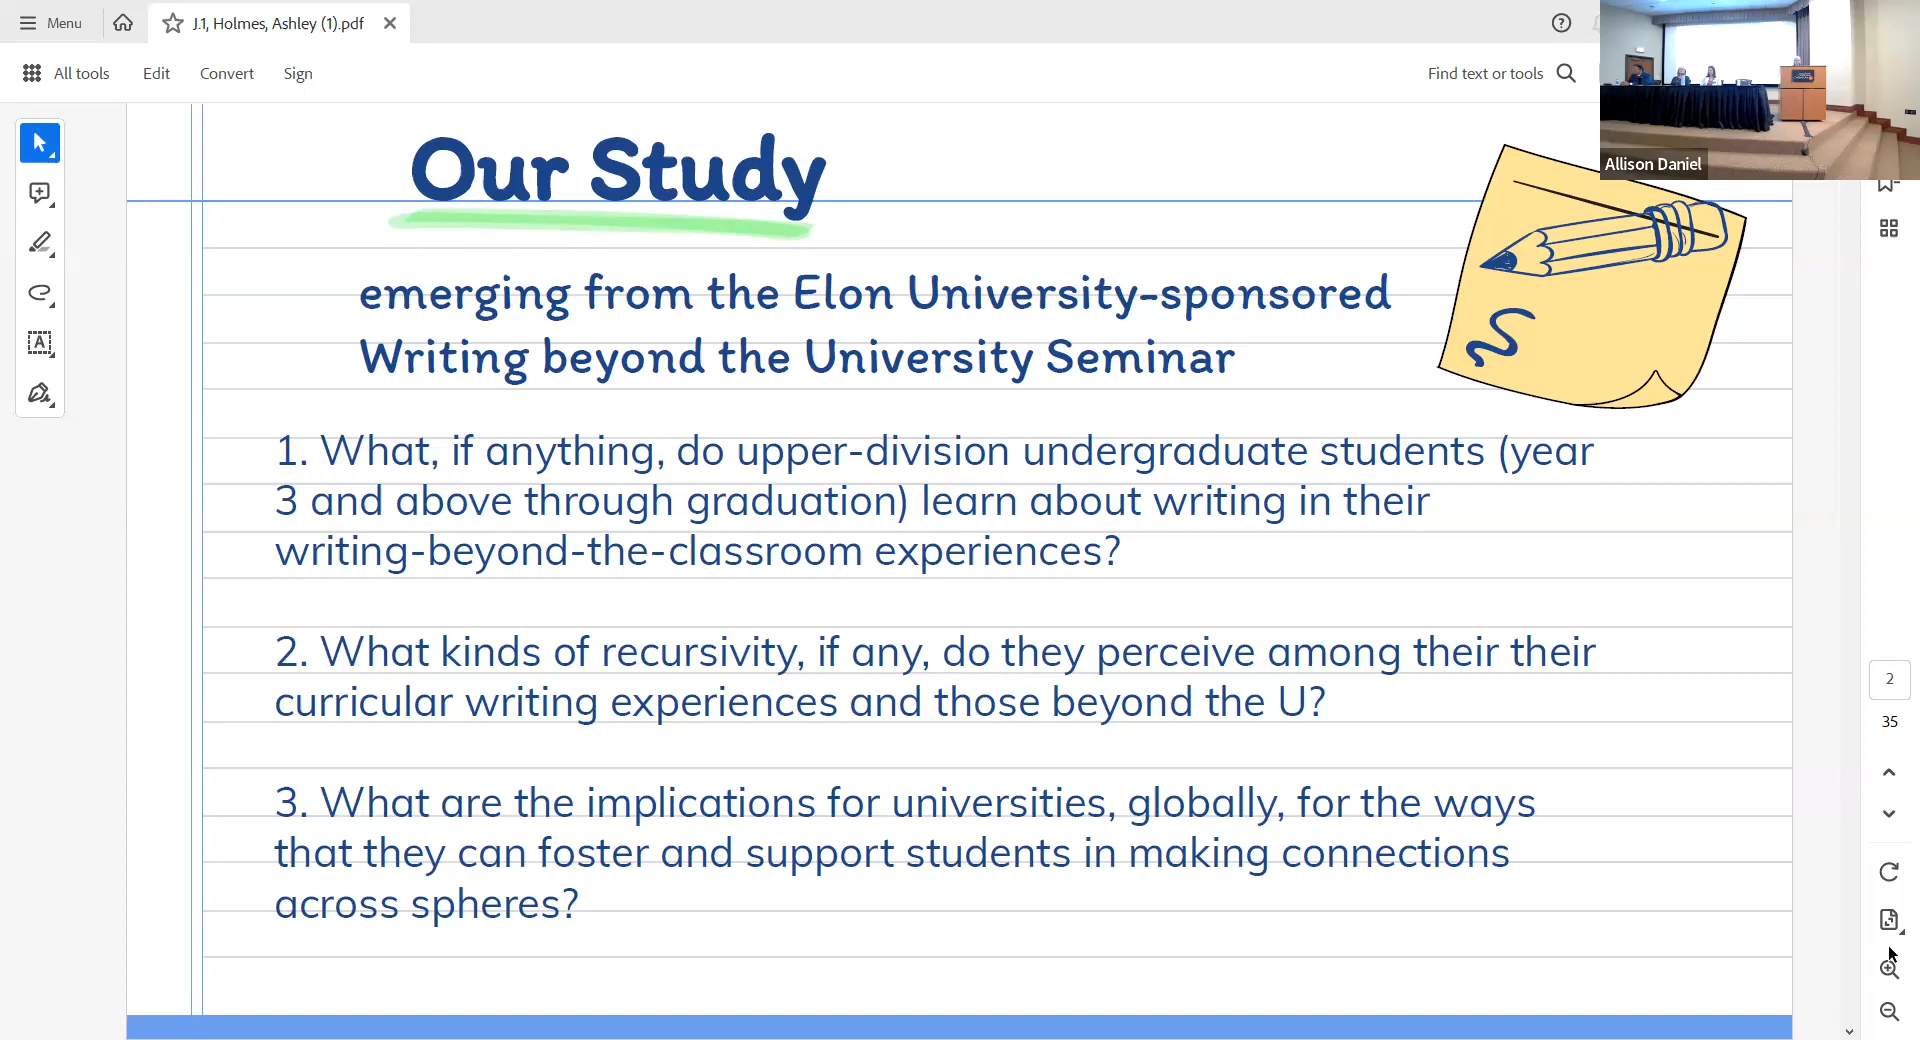 Menu
J.1, Holmes, Ashley (1).pdf
All tools
Edit
Convert
Sign
Find text or tools
Allison Daniel
Our Study
emerging from the Elon University-sponsored
Writing beyond the University Seminar
1. What, if anything, do upper-division undergraduate students (year
3 and above through graduation) learn about writing in their
writing-beyond-the-classroom experiences?
2. What kinds of recursivity, if any, do they perceive among their their
curricular writing experiences and those beyond the U?
3. What are the implications for universities, globally, for the ways
that they can foster and support students in making connections
across spheres?
2
35